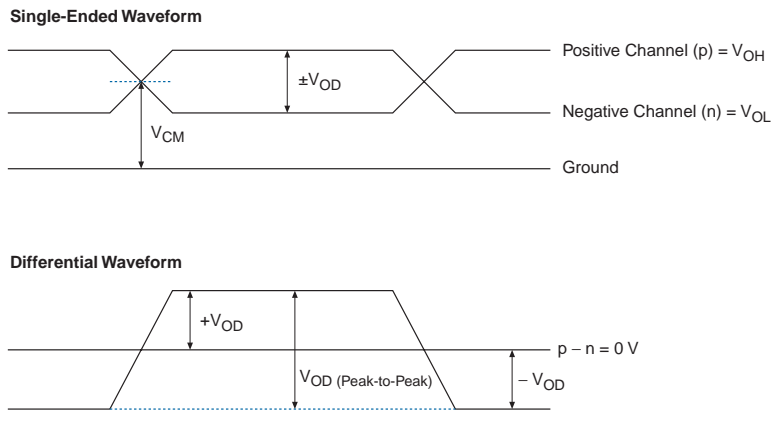 Single-Ended Waveform
Positive Channel (p) = VOH
±VOD
Negative Channel (n) = VOL
VCM
Ground
Differential Waveform
+VOD
p − n = 0 V
VOD (Peak-to-Peak)
− VOD